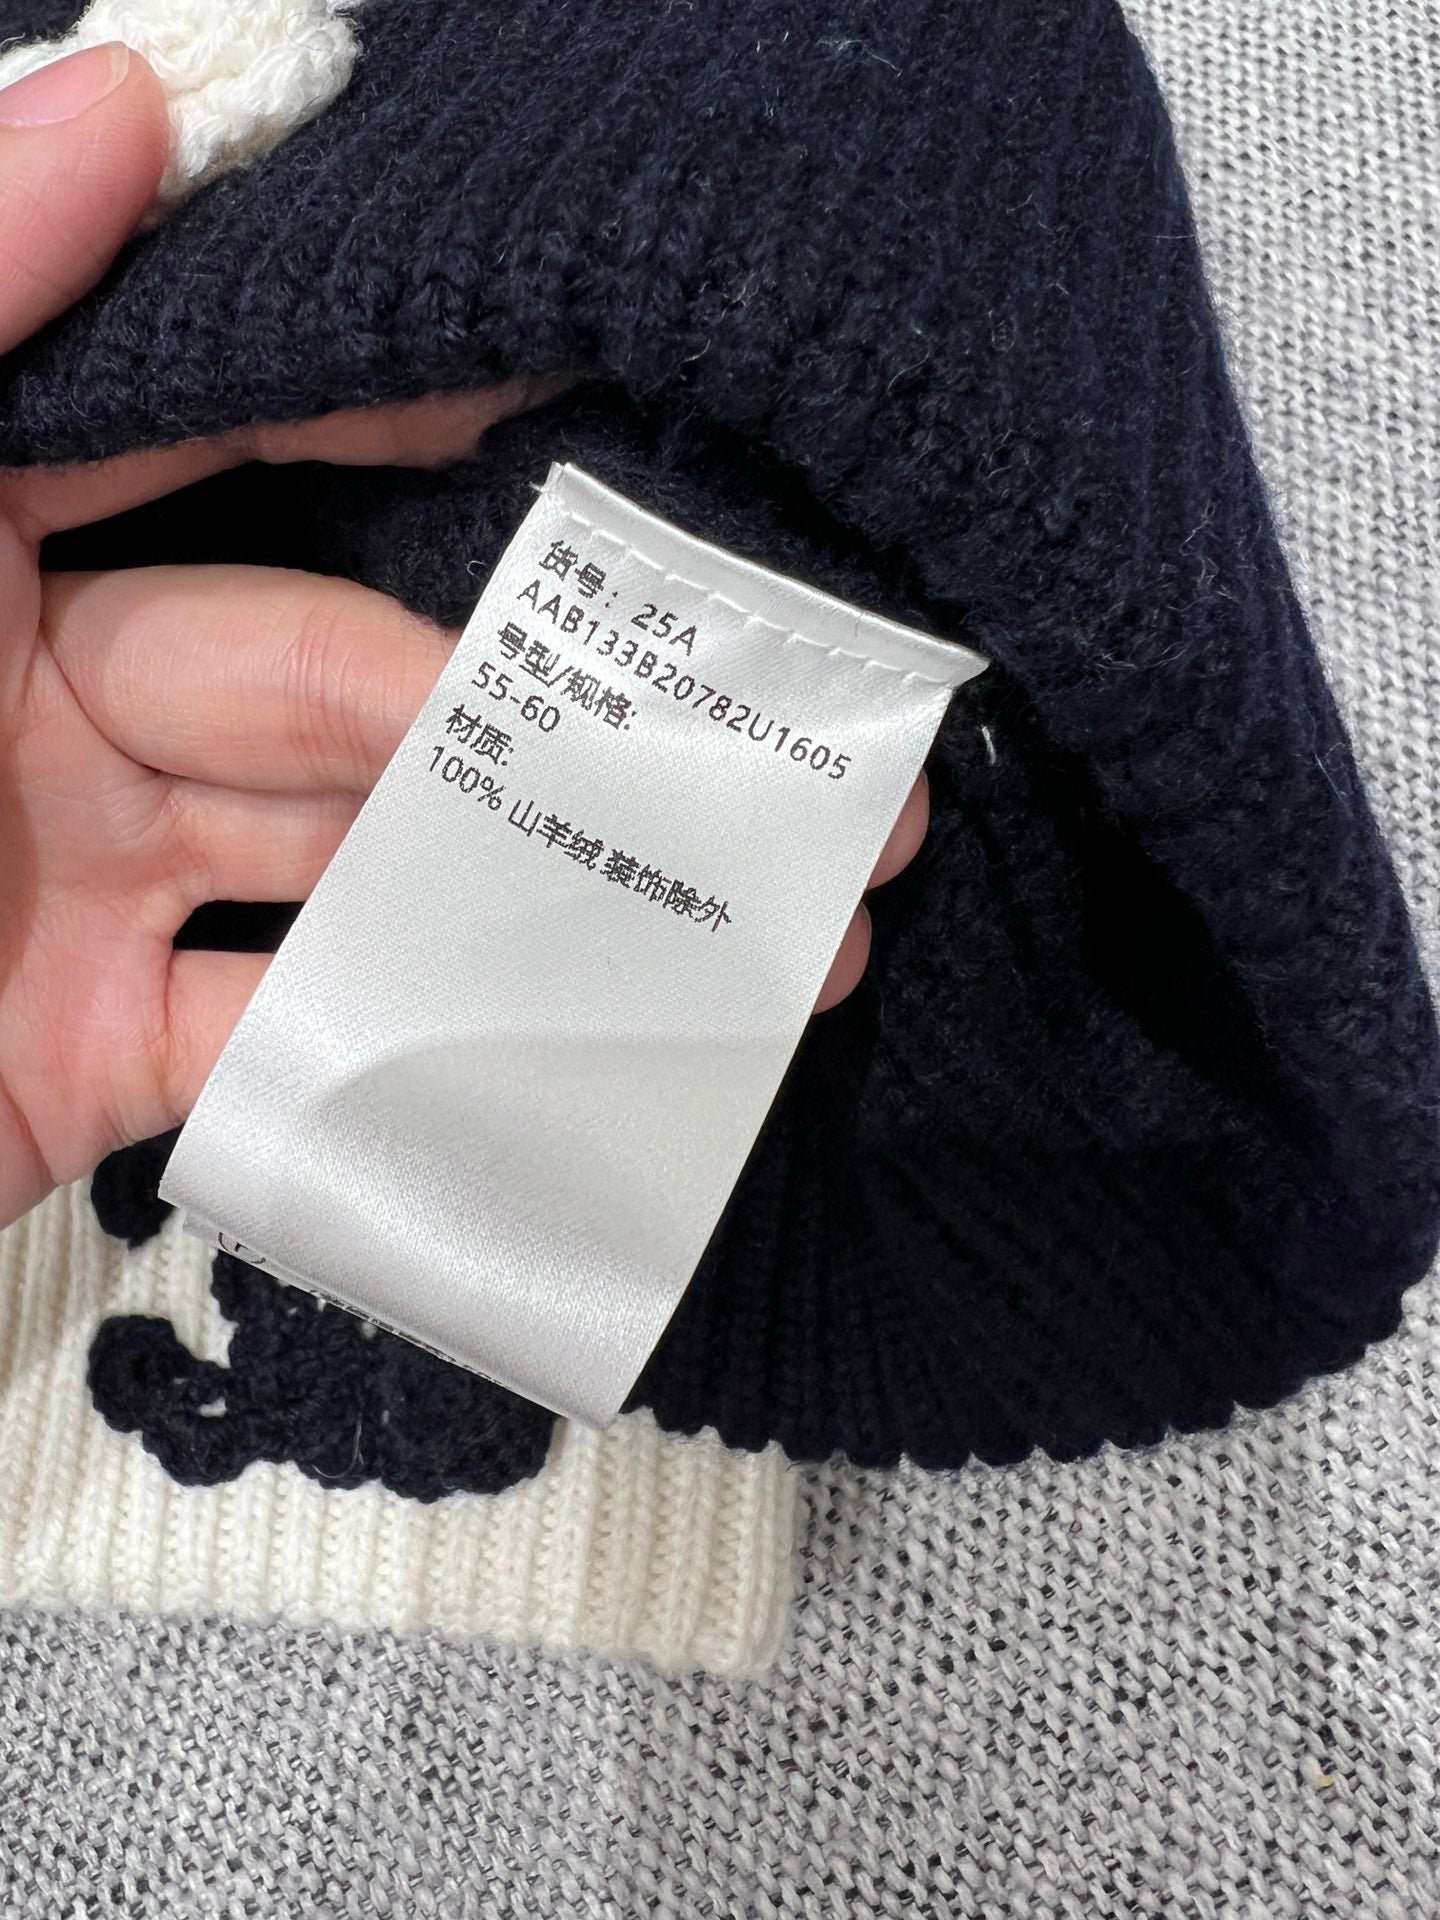 货号: 25A
AAB133B20782U1605
号型/规格:
55-60
材质:
100% 山羊绒 装饰除外